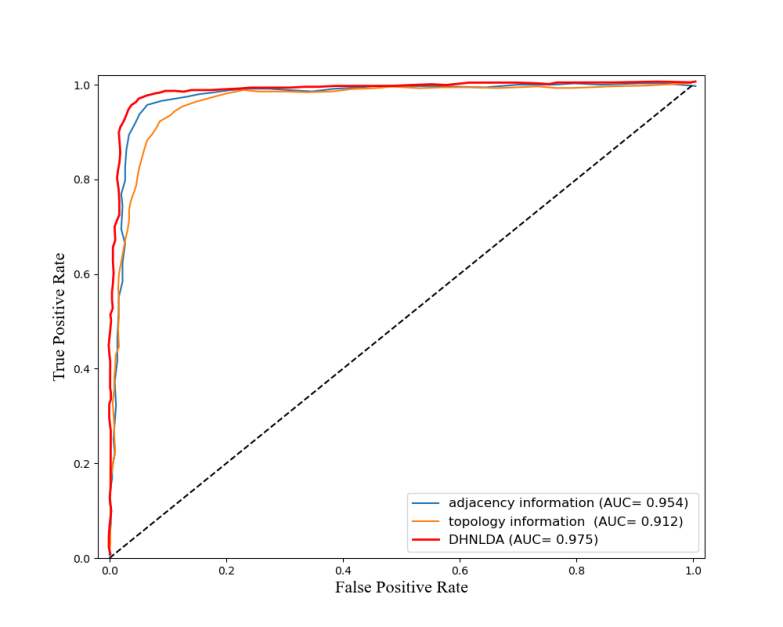 1.0
0.8
0.6
0.4
0.2
0.0
True Positive Rate
adjacency information (AUC= 0.954)
topology information  (AUC= 0.912)
DHNLDA (AUC= 0.975)
0.0 0.2 0.4 0.6 0.8 1.0
False Positive Rate